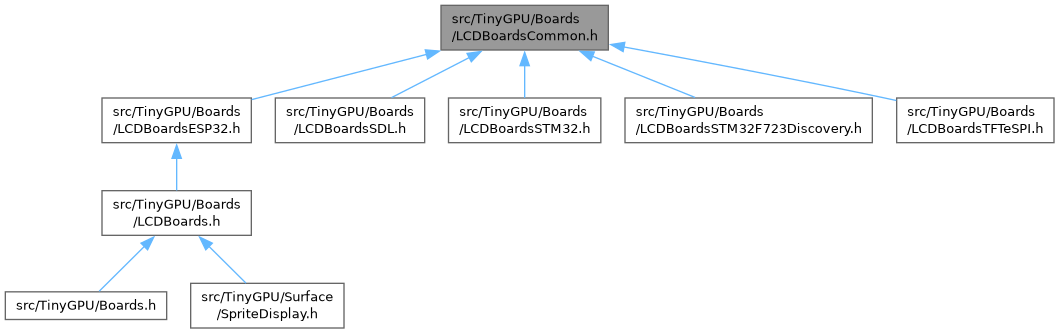 src/TinyGPU/Boards
/LCDBoardsCommon.h
src/TinyGPU/Boards
/LCDBoardsESP32.h
src/TinyGPU/Boards
/LCDBoardsSDL.h
src/TinyGPU/Boards
/LCDBoardsSTM32.h
src/TinyGPU/Boards
/LCDBoardsSTM32F723Discovery.h
src/TinyGPU/Boards
/LCDBoardsTFTeSPI.h
src/TinyGPU/Boards
/LCDBoards.h
src/TinyGPU/Boards.h
src/TinyGPU/Surface
/SpriteDisplay.h